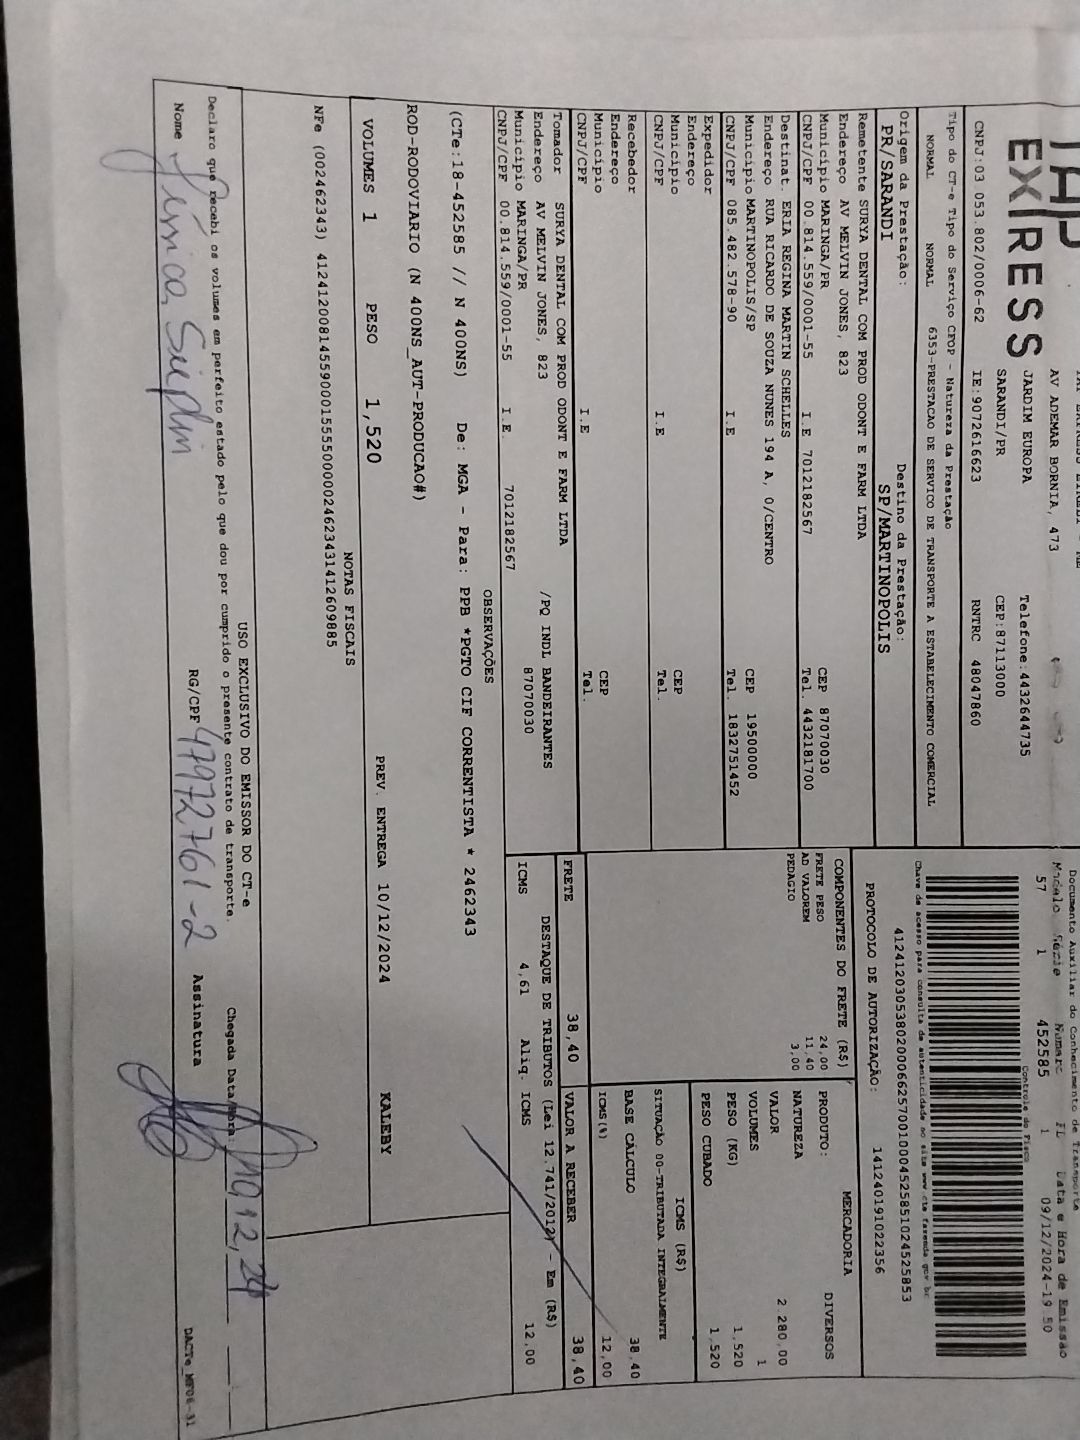 EXPRESS
AV ADEMAR BORNIA, 473
JARDIM EUROPA
Telefone:4432644735
SARANDI/PR
CEP:87113000
CNPJ:03 053.802/0006-62 IE:9072616623 RNTRC 48047860
Documento Auxiliar do Conhecimento de Transporte
Modelo Série Número FL Data e Hora de Emissão
57 1 452585 1 09/12/2024-19 50
Controle do Fisco
Tipo do CT-e Tipo do Serviço CFOP - Natureza da Prestação
NORMAL NORMAL 6353-PRESTACAO DE SERVICO DE TRANSPORTE A ESTABELECIMENTO COMERCIAL
Chave de acesso para consulta de autenticidade no site www cte fazenda gov br
41241203053802000662570010004525851024525853
Origem da Prestação: Destino da Prestação:
PR/SARANDI SP/MARTINOPOLIS
PROTOCOLO DE AUTORIZAÇÃO: 141240191022356
Remetente SURYA DENTAL COM PROD ODONT E FARM LTDA
Endereço AV MELVIN JONES, 823
Município MARINGA/PR CEP 87070030
CNPJ/CPF 00.814.559/0001-55 I.E 7012182567 Tel. 4432181700
Destinat. ERIA REGINA MARTIN SCHELLES
Endereço RUA RICARDO DE SOUZA NUNES 194 A, 0/CENTRO
Município MARTINOPOLIS/SP CEP 19500000
CNPJ/CPF 085.482.578-90 I.E Tel. 1832751452
Expedidor
Endereço
Município CEP
CNPJ/CPF I.E Tel.
Recebedor
Endereço
Município CEP
CNPJ/CPF I.E Tel.
Tomador SURYA DENTAL COM PROD ODONT E FARM LTDA
Endereço AV MELVIN JONES, 823 /PQ INDL BANDEIRANTES
Município MARINGA/PR 87070030
CNPJ/CPF 00.814.559/0001-55 I.E. 7012182567
COMPONENTES DO FRETE (R$)
FRETE PESO 24,00
AD VALOREM 11,40
PEDAGIO 3,00
PRODUTO: MERCADORIA
NATUREZA DIVERSOS
VALOR 2 280,00
VOLUMES 1
PESO (KG) 1,520
PESO CUBADO 1,520
ICMS (R$)
SITUAÇÃO 00-TRIBUTADA INTEGRALMENTE
BASE CÁLCULO 38,40
ICMS(%) 12,00
FRETE 38,40 VALOR A RECEBER 38,40
DESTAQUE DE TRIBUTOS (Lei 12.741/2012) - Em (R$)
ICMS 4,61 Aliq. ICMS 12,00
OBSERVAÇÕES
(CTe:18-452585 // N 400NS) De: MGA - Para: PPB *PGTO CIF CORRENTISTA * 2462343
ROD-RODOVIARIO (N 400NS_AUT-PRODUCAO#)
VOLUMES 1 PESO 1,520 PREV. ENTREGA 10/12/2024 KALEBY
NOTAS FISCAIS
NFe (002462343) 41241200814559000155550000024623431412609885
USO EXCLUSIVO DO EMISSOR DO CT-e
Declaro que recebi os volumes em perfeito estado pelo que dou por cumprido o presente contrato de transporte.
Chegada Data/Hora:
Nome RG/CPF 47972761-2 Assinatura
DACTe_MF06-31